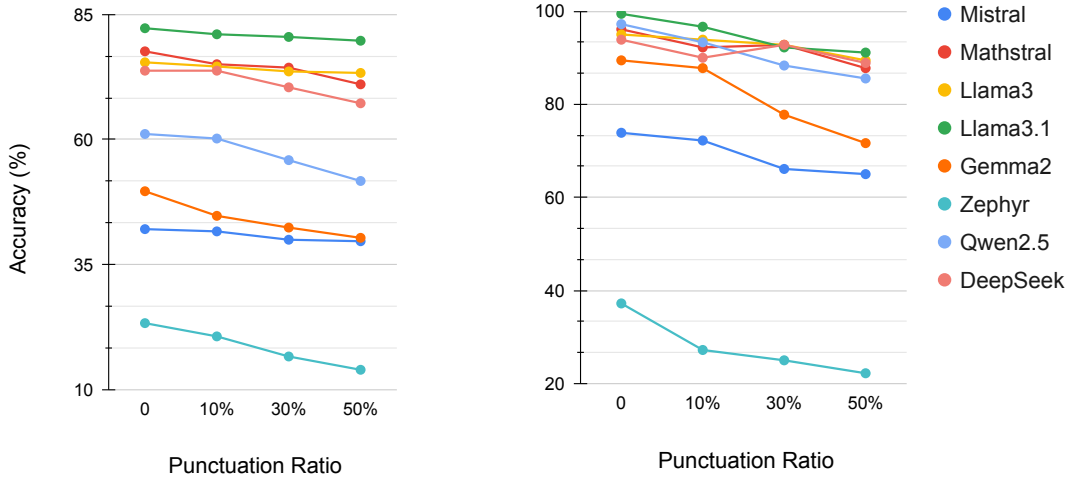 Accuracy (%)
85
60
35
10
0 10% 30% 50%
Punctuation Ratio
100
80
60
40
20
0 10% 30% 50%
Punctuation Ratio
Mistral
Mathstral
Llama3
Llama3.1
Gemma2
Zephyr
Qwen2.5
DeepSeek